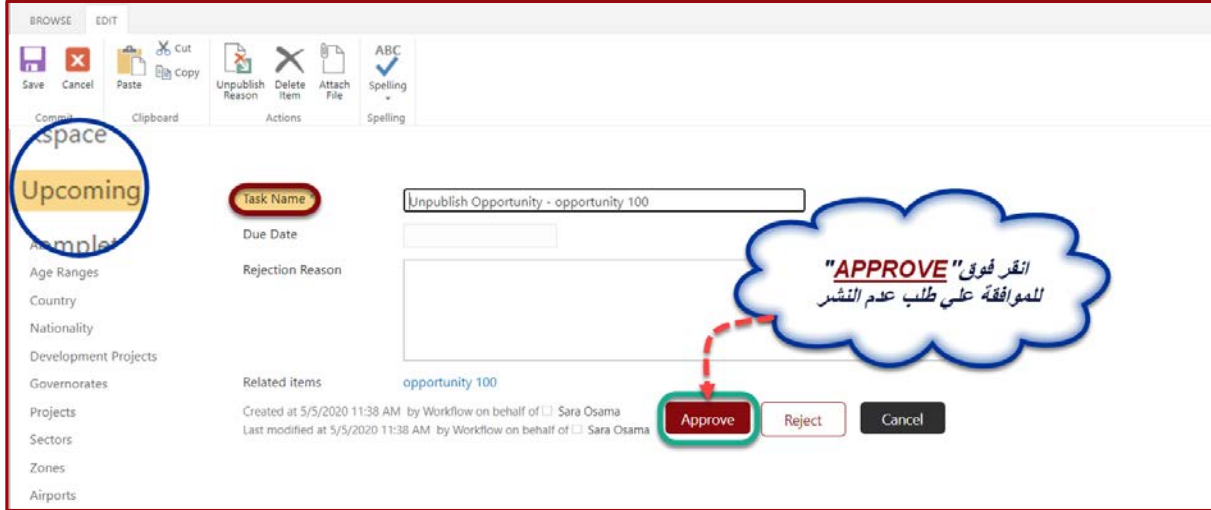 BROWSE EDIT
Save
Cancel
Paste
Cut
Copy
Unpublish Reason
Delete Item
Attach File
ABC
Spelling
Commit
Clipboard
Actions
Spelling
Upcoming
Age Ranges
Country
Nationality
Development Projects
Governorates
Projects
Sectors
Zones
Airports
Task Name *
Unpublish Opportunity - opportunity 100
Due Date
Rejection Reason
Related items
opportunity 100
Created at 5/5/2020 11:38 AM by Workflow on behalf of Sara Osama
Last modified at 5/5/2020 11:38 AM by Workflow on behalf of Sara Osama
Approve
Reject
Cancel
انقر فوق "APPROVE"
للموافقة علي طلب عدم النشر